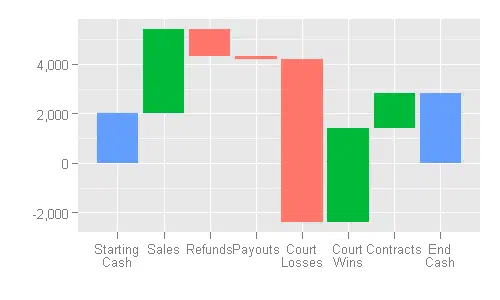 4,000
2,000
0
-2,000
Starting Sales Refunds Payouts Court Court Contracts End
Cash Losses Wins Cash